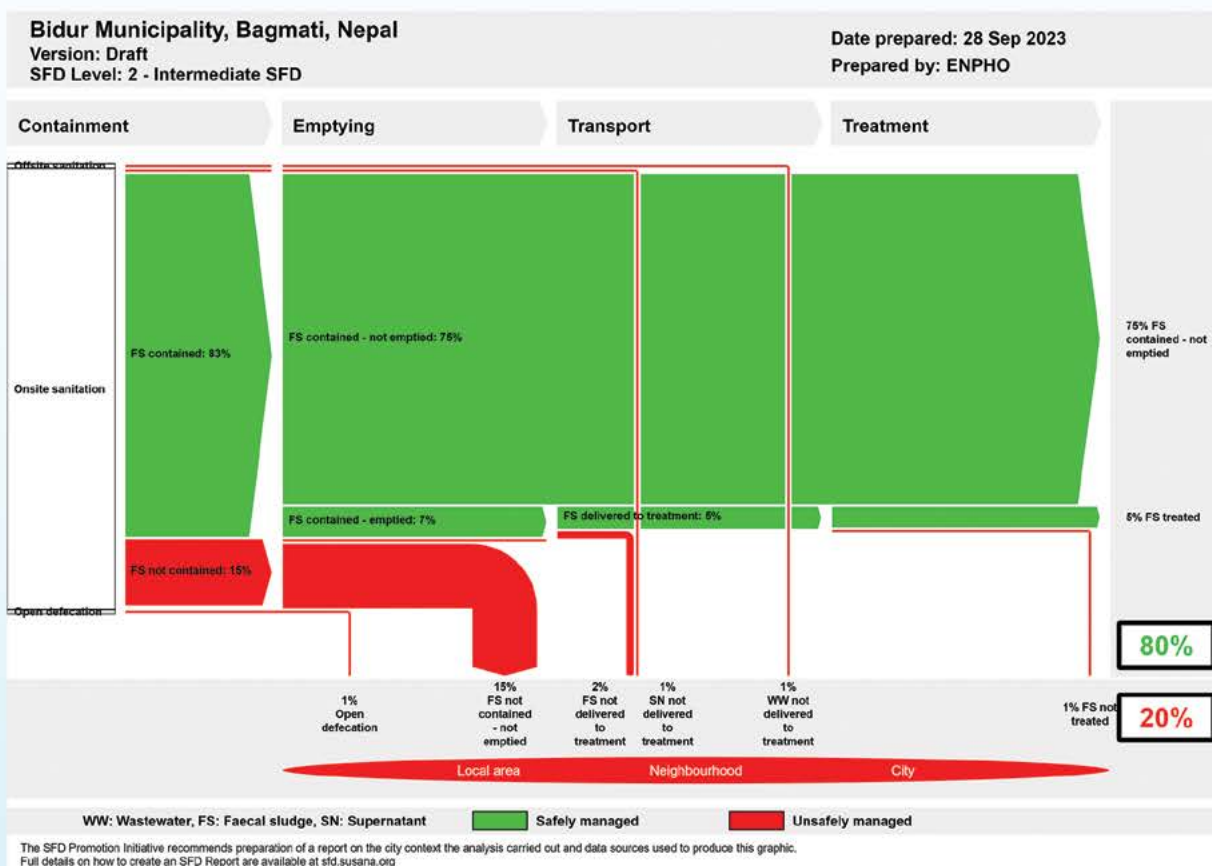 Bidur Municipality, Bagmati, Nepal
Version: Draft
SFD Level: 2 - Intermediate SFD
Date prepared: 28 Sep 2023
Prepared by: ENPHO
Containment
Emptying
Transport
Treatment
Offsite sanitation
FS contained: 83%
FS contained - not emptied: 75%
75% FS
contained - not
emptied
Onsite sanitation
FS contained - emptied: 7%
FS delivered to treatment: 5%
5% FS treated
FS not contained: 15%
Open defecation
80%
1%
Open
defecation
15%
FS not
contained
- not
emptied
2%
FS not
delivered
to
treatment
1%
SN not
delivered
to
treatment
1%
WW not
delivered
to
treatment
1% FS not
treated
20%
Local area
Neighbourhood
City
WW: Wastewater, FS: Faecal sludge, SN: Supernatant
Safely managed
Unsafely managed
The SFD Promotion Initiative recommends preparation of a report on the city context the analysis carried out and data sources used to produce this graphic.
Full details on how to create an SFD Report are available at sfd.susana.org